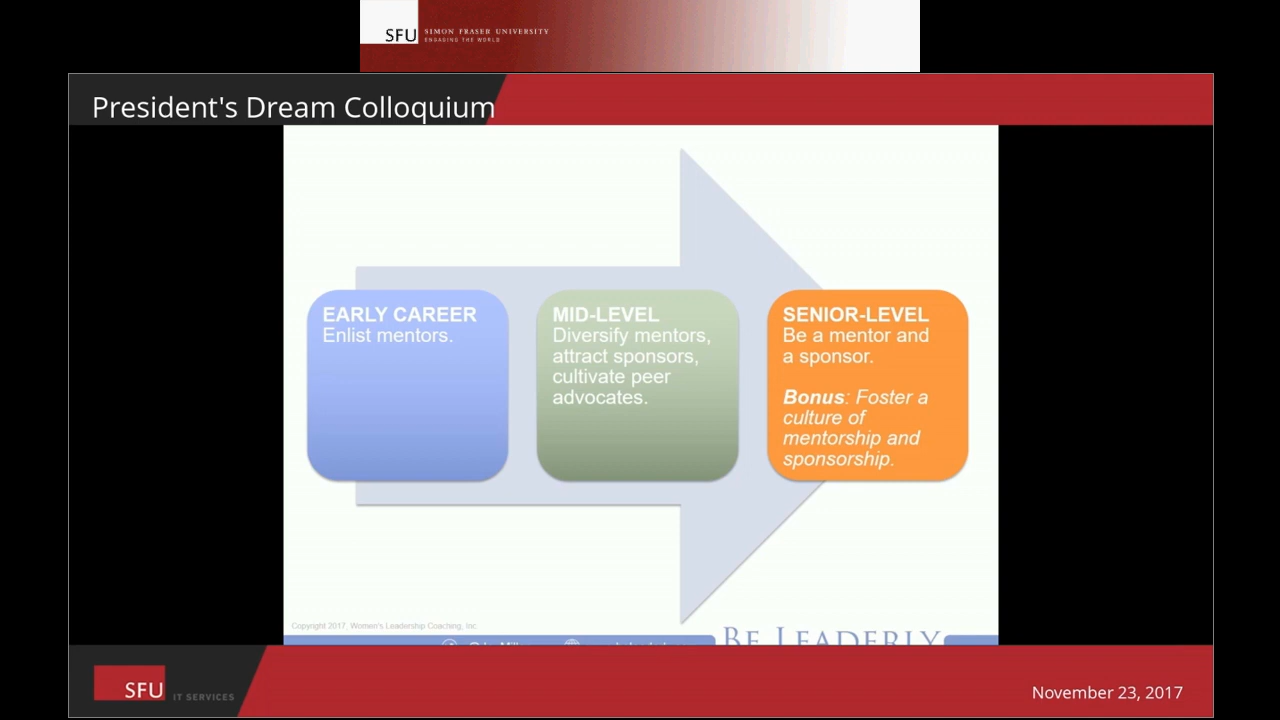 SFU SIMON FRASER UNIVERSITY
ENGAGING THE WORLD
President's Dream Colloquium
EARLY CAREER
Enlist mentors.
MID-LEVEL
Diversify mentors,
attract sponsors,
cultivate peer
advocates.
SENIOR-LEVEL
Be a mentor and
a sponsor.
Bonus: Foster a
culture of
mentorship and
sponsorship.
Copyright 2017, Women's Leadership Coaching, Inc.
BE LEADERLY
SFU IT SERVICES
November 23, 2017